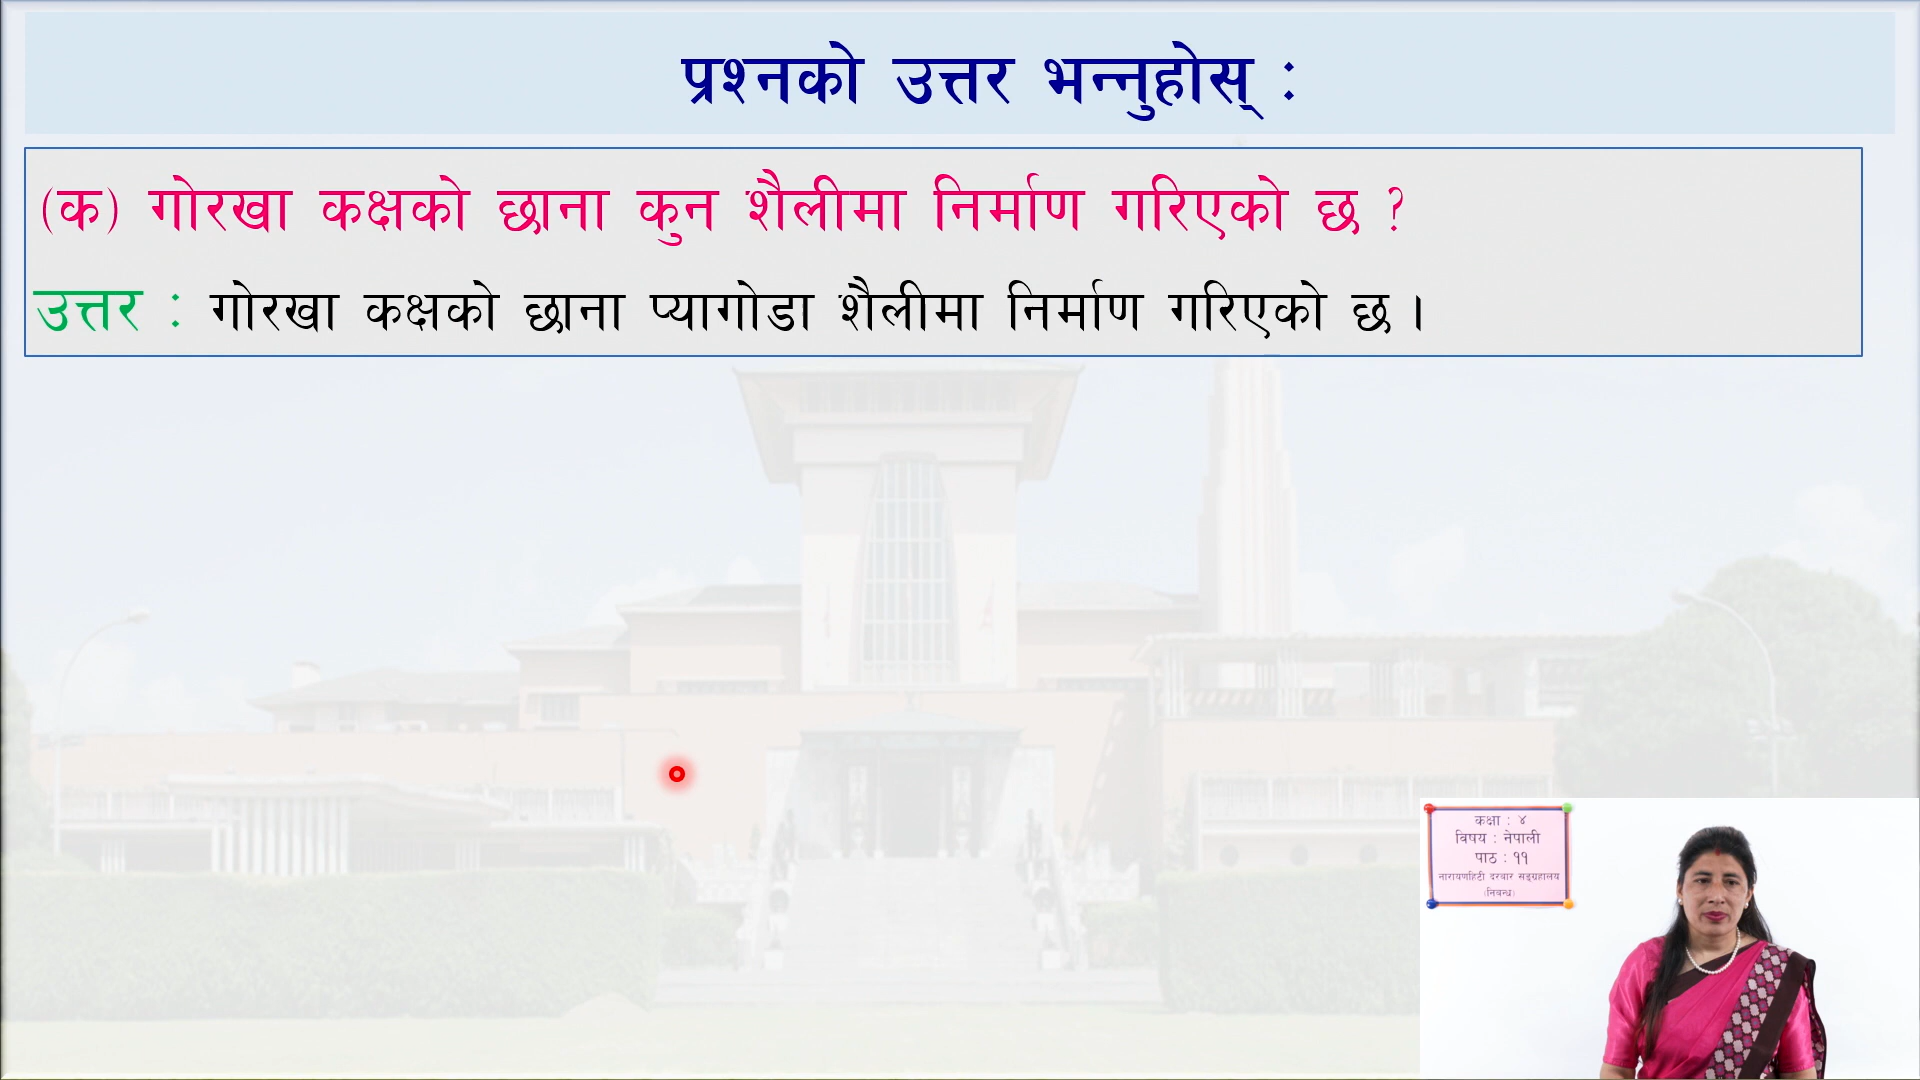 प्रश्नको उत्तर भन्नुहोस् :
(क) गोरखा कक्षको छाना कुन शैलीमा निर्माण गरिएको छ ?
उत्तर : गोरखा कक्षको छाना प्यागोडा शैलीमा निर्माण गरिएको छ ।
कक्षा : ४
विषय : नेपाली
पाठ : ११
नारायणहिटी दरबार सङ्ग्रहालय
(निबन्ध)